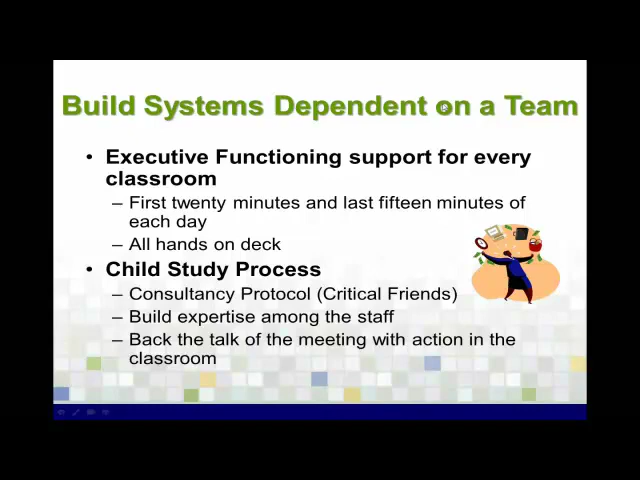 Build Systems Dependent on a Team
• Executive Functioning support for every
classroom
– First twenty minutes and last fifteen minutes of
each day
– All hands on deck
• Child Study Process
– Consultancy Protocol (Critical Friends)
– Build expertise among the staff
– Back the talk of the meeting with action in the
classroom